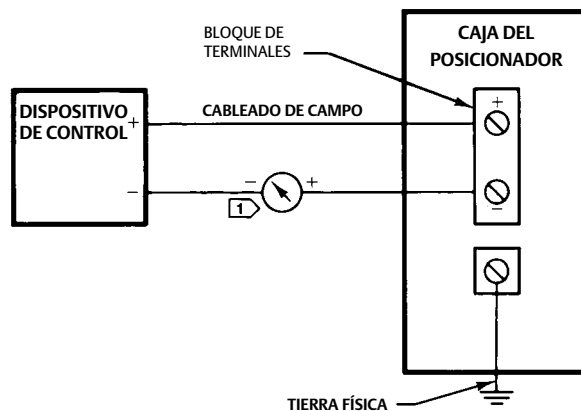 BLOQUE DE
TERMINALES
CAJA DEL
POSICIONADOR
DISPOSITIVO
DE CONTROL
+
−
CABLEADO DE CAMPO
−
+
1
+
−
TIERRA FÍSICA